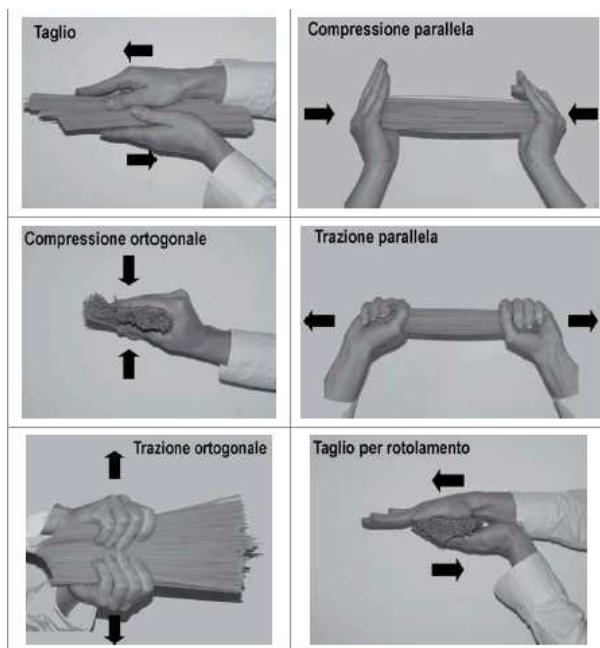 Taglio
Compressione parallela
Compressione ortogonale
Trazione parallela
Trazione ortogonale
Taglio per rotolamento